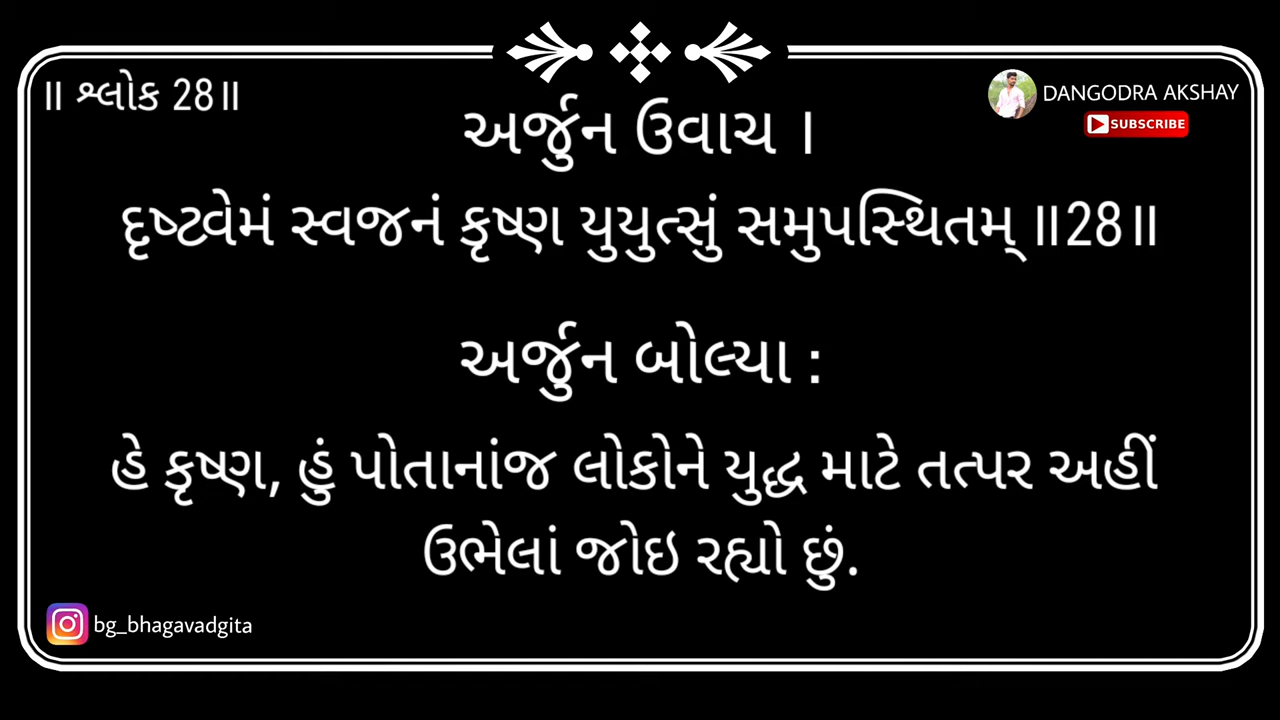 ॥ શ્લોક 28॥
DANGODRA AKSHAY
SUBSCRIBE
અર્જુન ઉવાચ ।
દૃષ્ટ્વેમં સ્વજનં કૃષ્ણ યુયુત્સું સમુપસ્થિતમ્ ॥28॥
અર્જુન બોલ્યા :
હે કૃષ્ણ, હું પોતાનાંજ લોકોને યુદ્ધ માટે તત્પર અહીં
ઉભેલાં જોઇ રહ્યો છું.
bg_bhagavadgita